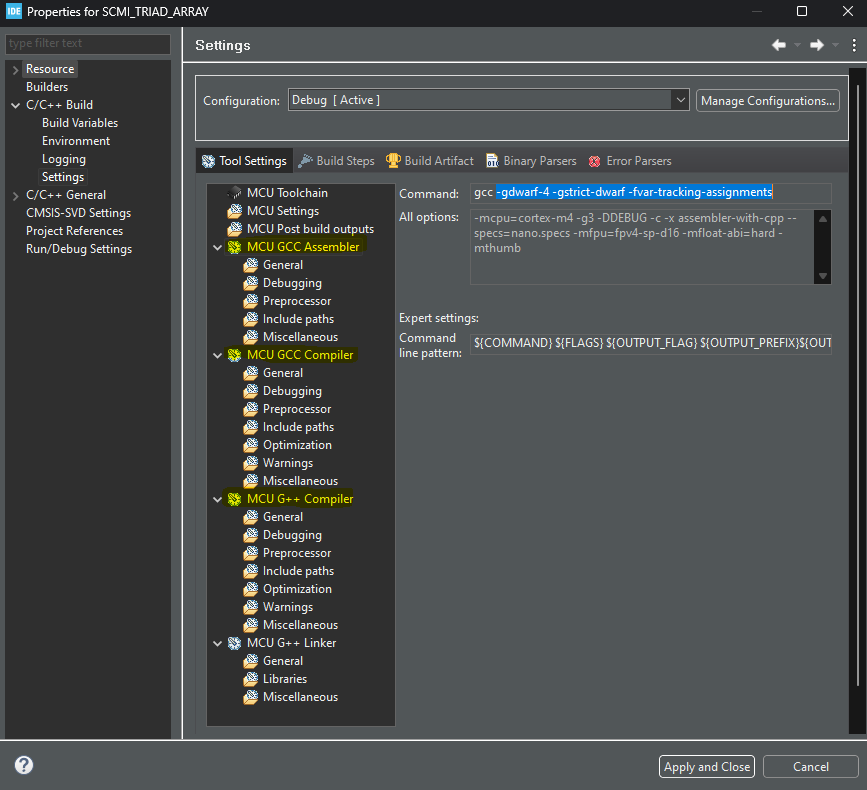 IDE Properties for SCMI_TRIAD_ARRAY
type filter text
Resource
Builders
C/C++ Build
Build Variables
Environment
Logging
Settings
C/C++ General
CMSIS-SVD Settings
Project References
Run/Debug Settings
Settings
Configuration: Debug [ Active ] Manage Configurations...
Tool Settings Build Steps Build Artifact Binary Parsers Error Parsers
MCU Toolchain
MCU Settings
MCU Post build outputs
MCU GCC Assembler
General
Debugging
Preprocessor
Include paths
Miscellaneous
MCU GCC Compiler
General
Debugging
Preprocessor
Include paths
Optimization
Warnings
Miscellaneous
MCU G++ Compiler
General
Debugging
Preprocessor
Include paths
Optimization
Warnings
Miscellaneous
MCU G++ Linker
General
Libraries
Miscellaneous
Command: gcc -gdwarf-4 -gstrict-dwarf -fvar-tracking-assignments
All options: -mcpu=cortex-m4 -g3 -DDEBUG -c -x assembler-with-cpp --
specs=nano.specs -mfpu=fpv4-sp-d16 -mfloat-abi=hard -
mthumb
Expert settings:
Command
line pattern: ${COMMAND} ${FLAGS} ${OUTPUT_FLAG} ${OUTPUT_PREFIX}${OUT
? Apply and Close Cancel